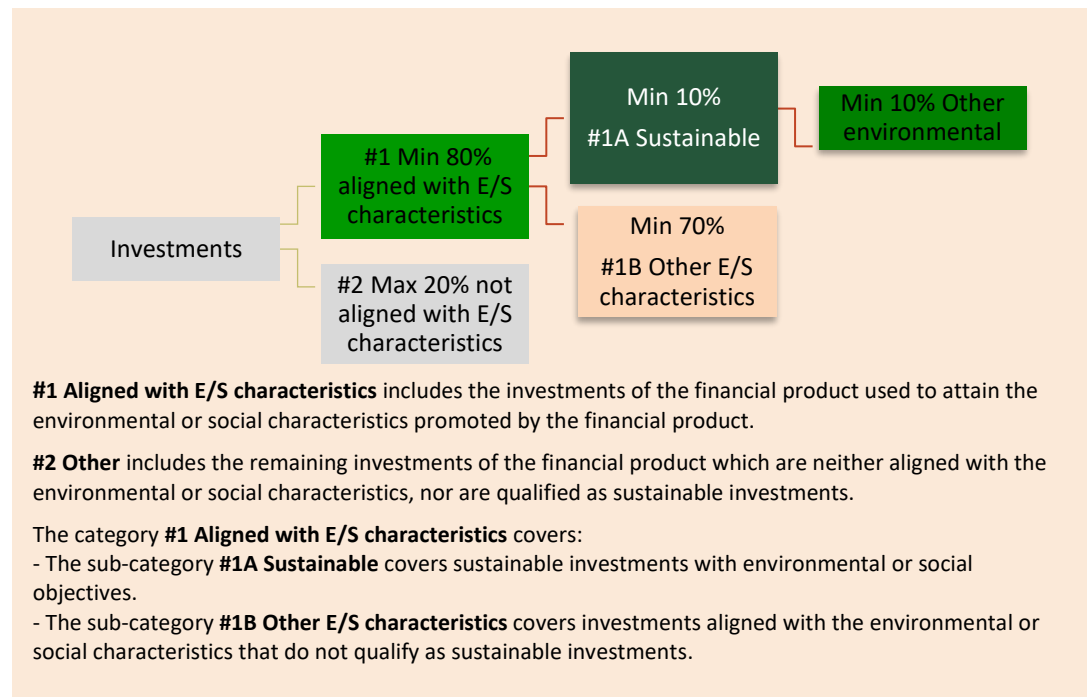 Min 10%
#1A Sustainable
Min 10% Other
environmental
#1 Min 80%
aligned with E/S
characteristics
Min 70%
#1B Other E/S
characteristics
Investments
#2 Max 20% not
aligned with E/S
characteristics
#1 Aligned with E/S characteristics includes the investments of the financial product used to attain the
environmental or social characteristics promoted by the financial product.
#2 Other includes the remaining investments of the financial product which are neither aligned with the
environmental or social characteristics, nor are qualified as sustainable investments.
The category #1 Aligned with E/S characteristics covers:
- The sub-category #1A Sustainable covers sustainable investments with environmental or social
objectives.
- The sub-category #1B Other E/S characteristics covers investments aligned with the environmental or
social characteristics that do not qualify as sustainable investments.